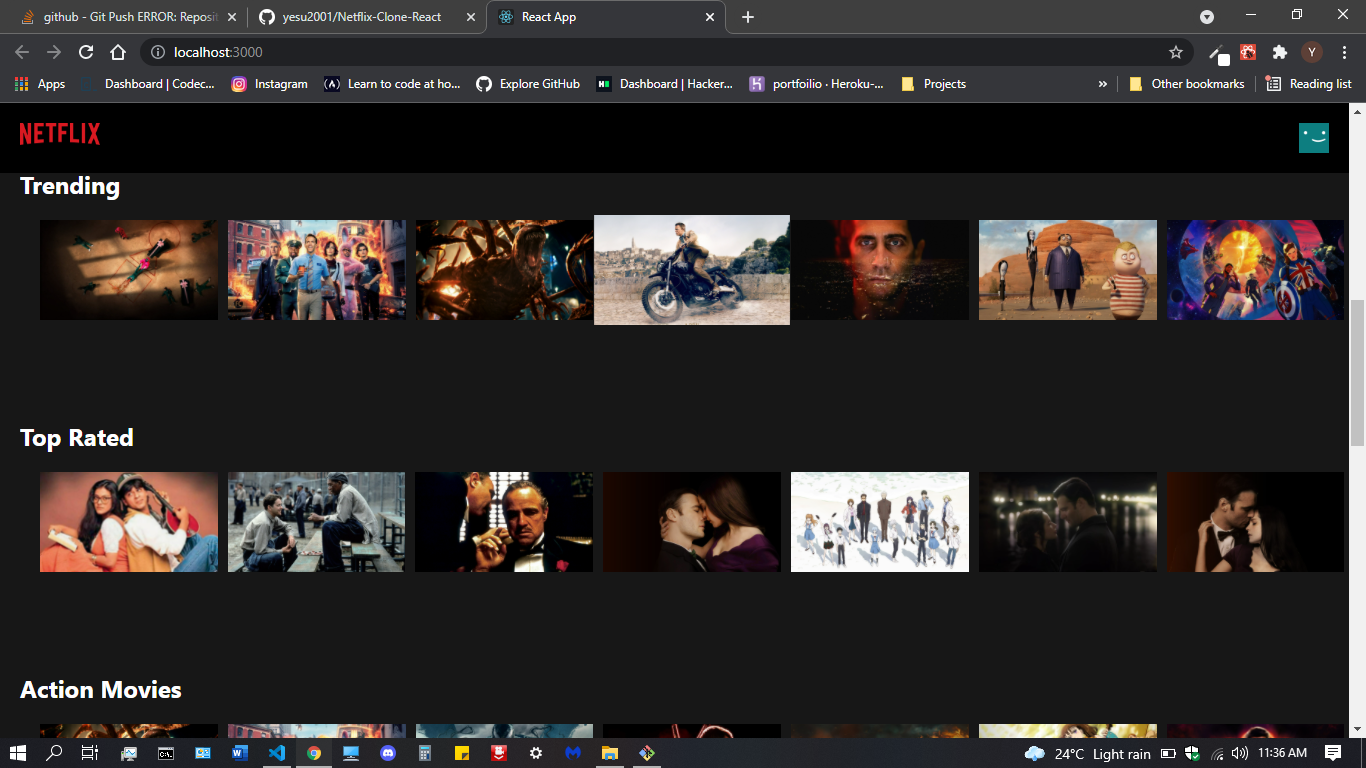 github - Git Push ERROR: Reposit
yesu2001/Netflix-Clone-React
React App
localhost:3000
Y
Apps
Dashboard | Codec...
Instagram
Learn to code at ho...
Explore GitHub
Dashboard | Hacker...
portfoilio · Heroku-...
Projects
»
Other bookmarks
Reading list
NETFLIX
Trending
Top Rated
Action Movies
24°C Light rain
11:36 AM